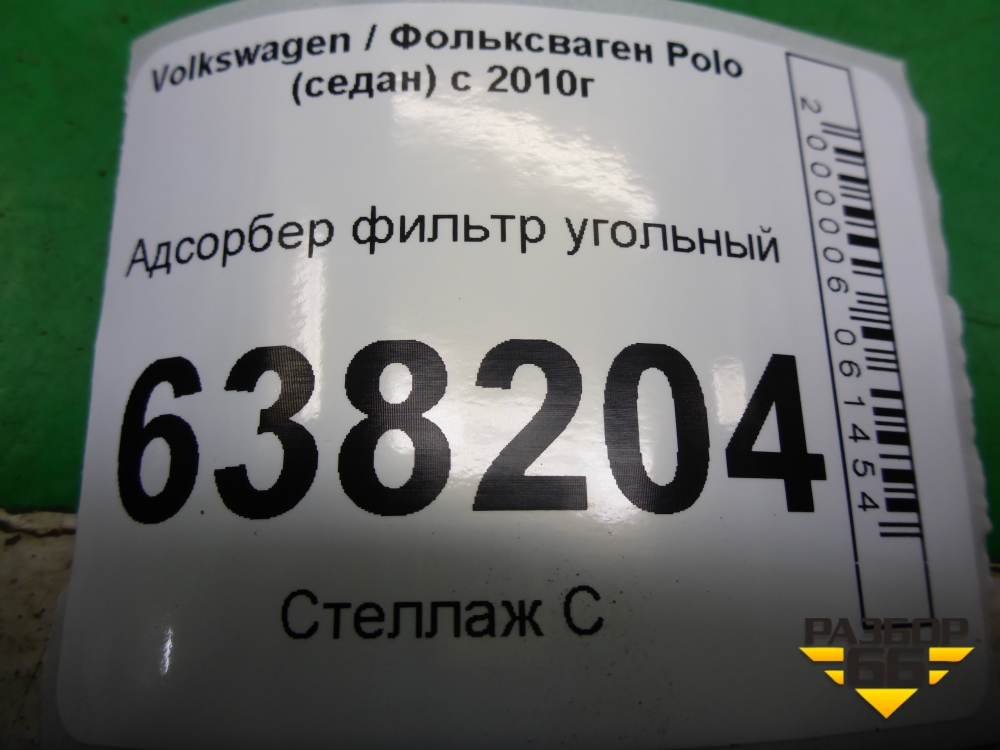 Volkswagen / Фольксваген Polo
(седан) с 2010г
Адсорбер фильтр угольный
638204
Стеллаж С
2000006061454
РАЗБОР
66